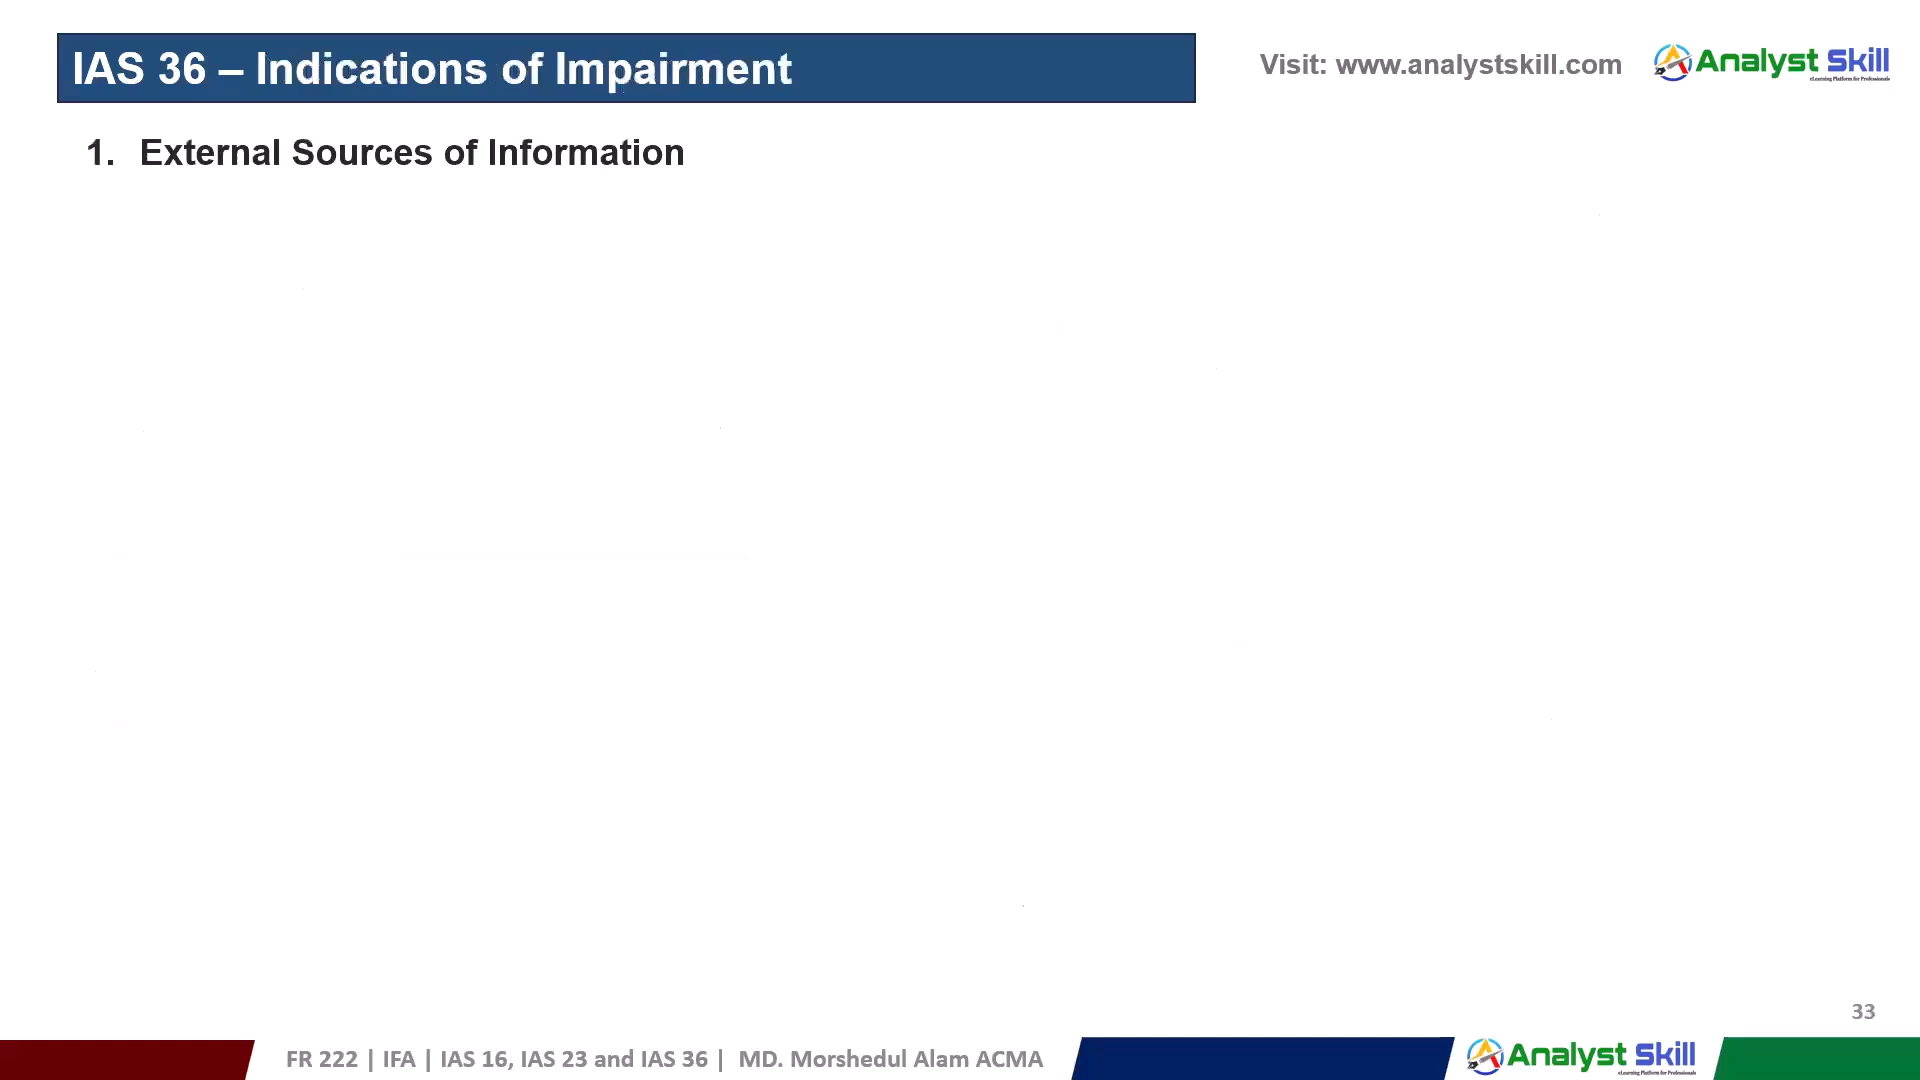 IAS 36 – Indications of Impairment
Visit: www.analystskill.com
Analyst Skill
eLearning Platform for Professionals
1. External Sources of Information
33
FR 222 | IFA | IAS 16, IAS 23 and IAS 36 | MD. Morshedul Alam ACMA
Analyst Skill
eLearning Platform for Professionals